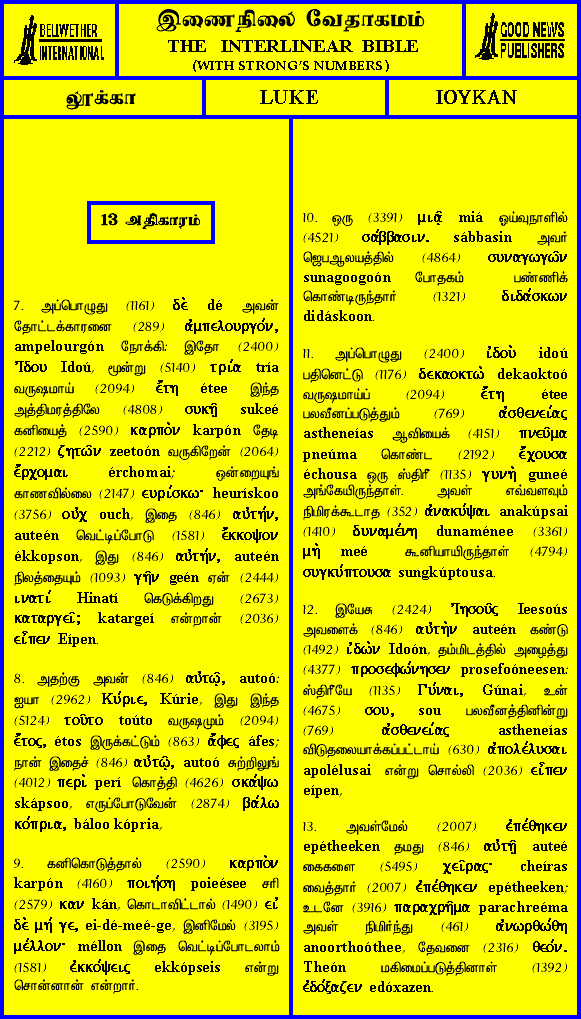 BELLWETHER
INTERNATIONAL
இணைநிலை வேதாகமம்
THE INTERLINEAR BIBLE
(WITH STRONG'S NUMBERS)
GOOD NEWS
PUBLISHERS
லூக்கா
LUKE
ΙΟΥΚΑΝ
13 அதிகாரம்
7. அப்பொழுது (1161) δὲ dé அவன்
தோட்டக்காரனை (289) ἀμπελουργόν,
ampelourgón நோக்கி: இதோ (2400)
Ἴδου Idoú, மூன்று (5140) τρία tría
வருஷமாய் (2094) ἔτη étee இந்த
அத்திமரத்திலே (4808) συκῇ sukeé
கனியைத் (2590) καρπὸν karpón தேடி
(2212) ζητῶν zeetoón வருகிறேன் (2064)
ἔρχομαι érchomai; ஒன்றையுங்
காணவில்லை (2147) ευρίσκω· heurískoo
(3756) οὐχ ouch, இதை (846) αὐτήν,
auteén வெட்டிப்போடு (1581) ἔκκοψον
ékkopson, இது (846) αὐτήν, auteén
நிலத்தையும் (1093) γῆν geén ஏன் (2444)
ινατί Hinatí கெடுக்கிறது (2673)
καταργεῖ; katargeí என்றான் (2036)
εἶπεν Eípen.
8. அதற்கு அவன் (846) αὐτῷ, autoó:
ஐயா (2962) Κύριε, Kúrie, இது இந்த
(5124) τοῦτο toúto வருஷமும் (2094)
ἔτος, étos இருக்கட்டும் (863) ἄφες áfes;
நான் இதைச் (846) αὐτῷ, autoó சுற்றிலுங்
(4012) περὶ perí கொத்தி (4626) σκάψω
skápsoo, எருப்போடுவேன் (2874) βάλω
κόπρια, báloo kópria,
9. கனிகொடுத்தால் (2590) καρπὸν
karpón (4160) ποιήση poieésee சரி
(2579) καν kán, கொடாவிட்டால் (1490) εἰ
δὲ μή γε, ei-dé-meé-ge, இனிமேல் (3195)
μέλλον· méllon இதை வெட்டிப்போடலாம்
(1581) ἐκκόψεις ekkópseis என்று
சொன்னான் என்றார்.
10. ஒரு (3391) μιᾷ miá ஓய்வுநாளில்
(4521) σάββασιν. sábbasin அவர்
ஜெபஆலயத்தில் (4864) συναγωγῶν
sunagoogoón போதகம் பண்ணிக்
கொண்டிருந்தார் (1321) διδάσκων
didáskoon.
11. அப்பொழுது (2400) ἰδοὺ idoú
பதினெட்டு (1176) δεκαοκτὼ dekaoktoó
வருஷமாய்ப் (2094) ἔτη étee
பலவீனப்படுத்தும் (769) ἀσθενείας
astheneías ஆவியைக் (4151) πνεῦμα
pneúma கொண்ட (2192) ἔχουσα
échousa ஒரு ஸ்திரீ (1135) γυνὴ guneé
அங்கேயிருந்தாள். அவள் எவ்வளவும்
நிமிரக்கூடாத (352) ἀνακύψαι anakúpsai
(1410) δυναμένη dunaménee (3361)
μὴ meé கூனியாயிருந்தாள் (4794)
συγκύπτουσα sungkúptousa.
12. இயேசு (2424) Ἰησοῦς Ieesoús
அவளைக் (846) αὐτὴν auteén கண்டு
(1492) ἰδὼν Idoón, தம்மிடத்தில் அழைத்து
(4377) προσεφώνησεν prosefoóneesen:
ஸ்திரீயே (1135) Γύναι, Gúnai, உன்
(4675) σου, sou பலவீனத்தினின்று
(769) ἀσθενείας astheneías
விடுதலையாக்கப்பட்டாய் (630) ἀπολέλυσαι
apolélusai என்று சொல்லி (2036) εἶπεν
eípen,
13. அவள்மேல் (2007) ἐπέθηκεν
epétheeken தமது (846) αὐτῇ auteé
கைகளை (5495) χεῖρας· cheíras
வைத்தார் (2007) ἐπέθηκεν epétheeken;
உடனே (3916) παραχρῆμα parachreéma
அவள் நிமிர்ந்து (461) ἀνωρθώθη
anoorthoóthee, தேவனை (2316) θεόν.
Theón மகிமைப்படுத்தினாள் (1392)
ἐδόξαζεν edóxazen.